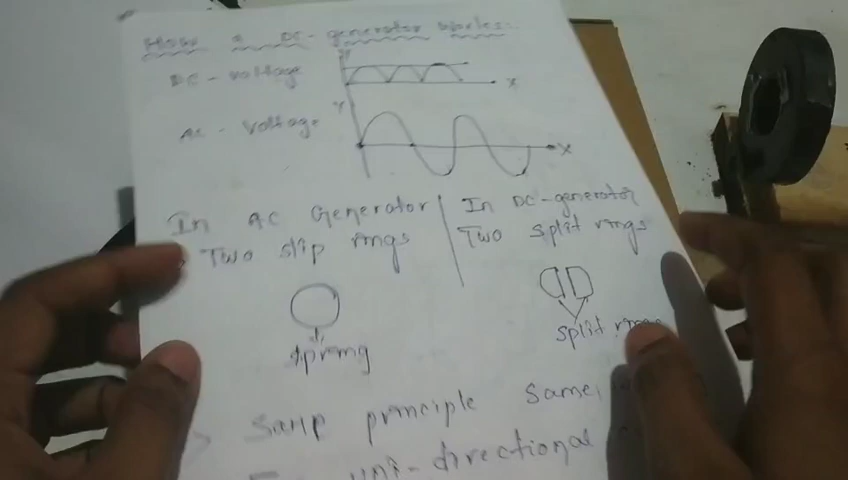 How a DC-generator works:
Y
DC-voltage
X
Y
AC-voltage
X
In AC Generator
Two slip rings
In DC-generator
Two split rings
split rings
principle same,
uni-directional